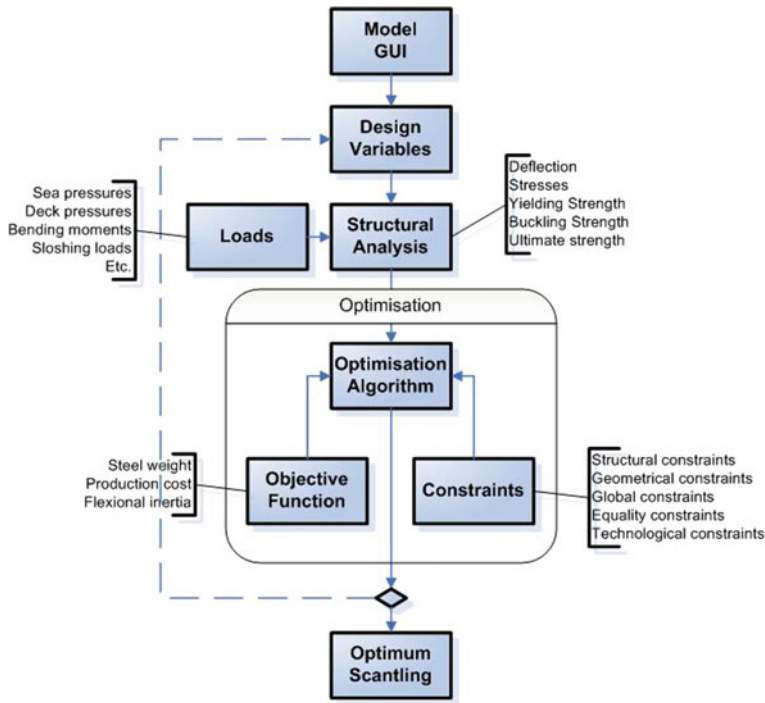 Model
GUI
Design
Variables
Sea pressures
Deck pressures
Bending moments
Sloshing loads
Etc.
Loads
Structural
Analysis
Deflection
Stresses
Yielding Strength
Buckling Strength
Ultimate strength
Optimisation
Optimisation
Algorithm
Steel weight
Production cost
Flexional inertia
Objective
Function
Constraints
Structural constraints
Geometrical constraints
Global constraints
Equality constraints
Technological constraints
Optimum
Scantling